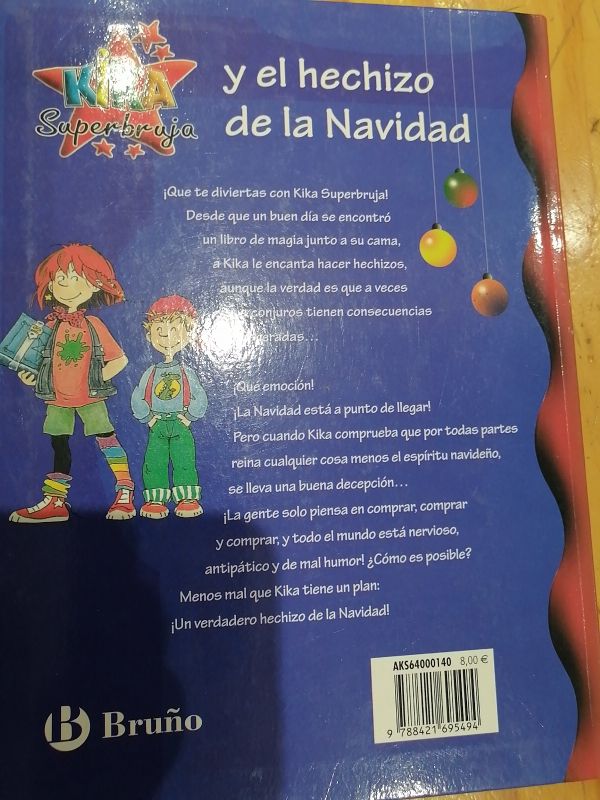 KIKA
Superbruja
y el hechizo
de la Navidad
¡Que te diviertas con Kika Superbruja!
Desde que un buen día se encontró
un libro de magia junto a su cama,
a Kika le encanta hacer hechizos,
aunque la verdad es que a veces
conjuros tienen consecuencias
¡Qué emoción!
¡La Navidad está a punto de llegar!
Pero cuando Kika comprueba que por todas partes
reina cualquier cosa menos el espíritu navideño,
se lleva una buena decepción...
¡La gente solo piensa en comprar, comprar
y comprar, y todo el mundo está nervioso,
antipático y de mal humor! ¿Cómo es posible?
Menos mal que Kika tiene un plan:
¡Un verdadero hechizo de la Navidad!
AKS64000140 8,00 €
9 788421 695494
B Bruño